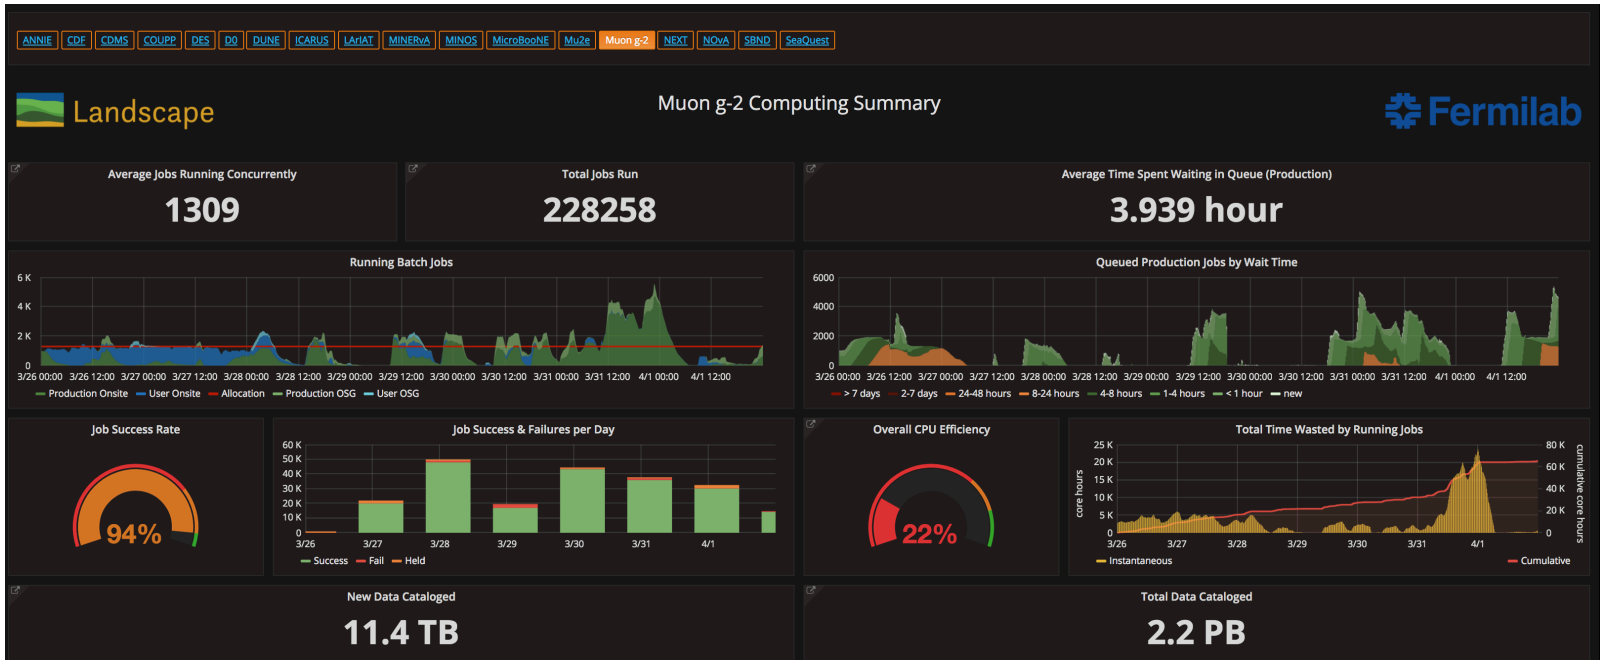 ANNIE CDF CDMS COUPP DES D0 DUNE ICARUS LArIAT MINERvA MINOS MicroBooNE Mu2e Muon g-2 NEXT NOvA SBND SeaQuest
Landscape
Muon g-2 Computing Summary
Fermilab
Average Jobs Running Concurrently
1309
Total Jobs Run
228258
Average Time Spent Waiting in Queue (Production)
3.939 hour
Running Batch Jobs
6 K
4 K
2 K
0
3/26 00:00 3/26 12:00 3/27 00:00 3/27 12:00 3/28 00:00 3/28 12:00 3/29 00:00 3/29 12:00 3/30 00:00 3/30 12:00 3/31 00:00 3/31 12:00 4/1 00:00 4/1 12:00
Production Onsite User Onsite Allocation Production OSG User OSG
Queued Production Jobs by Wait Time
6000
4000
2000
0
3/26 00:00 3/26 12:00 3/27 00:00 3/27 12:00 3/28 00:00 3/28 12:00 3/29 00:00 3/29 12:00 3/30 00:00 3/30 12:00 3/31 00:00 3/31 12:00 4/1 00:00 4/1 12:00
> 7 days 2-7 days 24-48 hours 8-24 hours 4-8 hours 1-4 hours < 1 hour new
Job Success Rate
94%
Job Success & Failures per Day
60 K
50 K
40 K
30 K
20 K
10 K
0
3/26 3/27 3/28 3/29 3/30 3/31 4/1
Success Fail Held
Overall CPU Efficiency
22%
Total Time Wasted by Running Jobs
core hours
25 K
20 K
15 K
10 K
5 K
0
80 K
60 K
40 K
20 K
0
cumulative core hours
3/26 3/27 3/28 3/29 3/30 3/31 4/1
Instantaneous Cumulative
New Data Cataloged
11.4 TB
Total Data Cataloged
2.2 PB